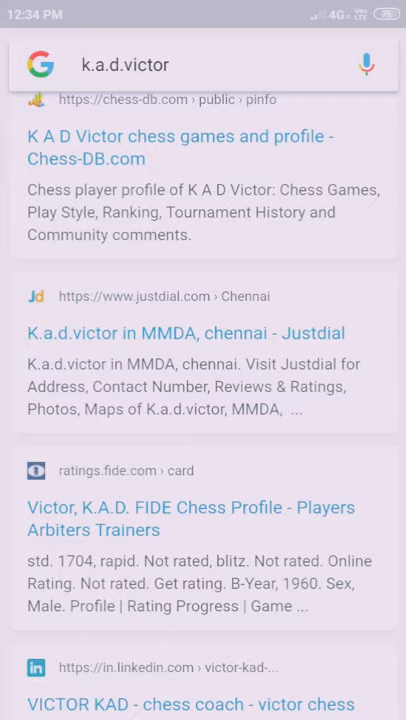 12:34 PM
4G Vo) LTE 75
k.a.d.victor
https://chess-db.com › public › pinfo
K A D Victor chess games and profile -
Chess-DB.com
Chess player profile of K A D Victor: Chess Games,
Play Style, Ranking, Tournament History and
Community comments.
Jd https://www.justdial.com › Chennai
K.a.d.victor in MMDA, chennai - Justdial
K.a.d.victor in MMDA, chennai. Visit Justdial for
Address, Contact Number, Reviews & Ratings,
Photos, Maps of K.a.d.victor, MMDA, ...
ratings.fide.com › card
Victor, K.A.D. FIDE Chess Profile - Players
Arbiters Trainers
std. 1704, rapid. Not rated, blitz. Not rated. Online
Rating. Not rated. Get rating. B-Year, 1960. Sex,
Male. Profile | Rating Progress | Game ...
in https://in.linkedin.com › victor-kad-...
VICTOR KAD - chess coach - victor chess